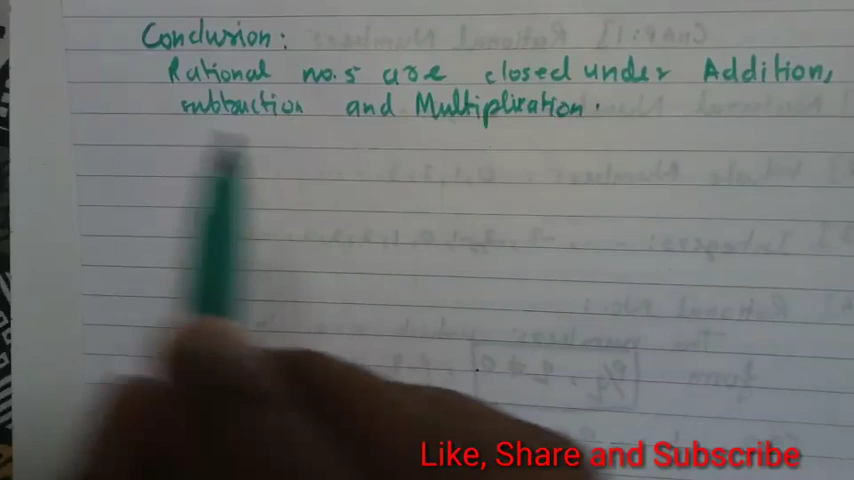 Conclusion:
Rational no.s are closed under Addition,
subtraction and Multiplication.
Like, Share and Subscribe